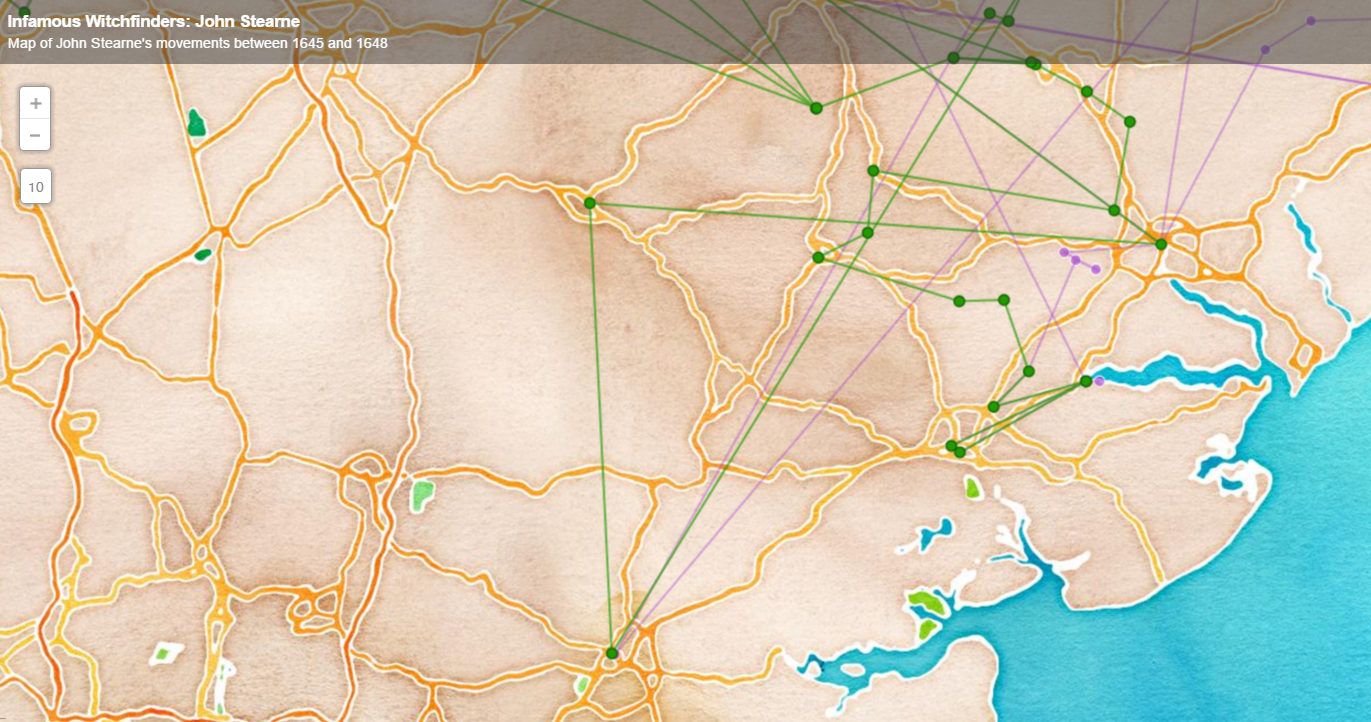 Infamous Witchfinders: John Stearne
Map of John Stearne's movements between 1645 and 1648
+
−
10